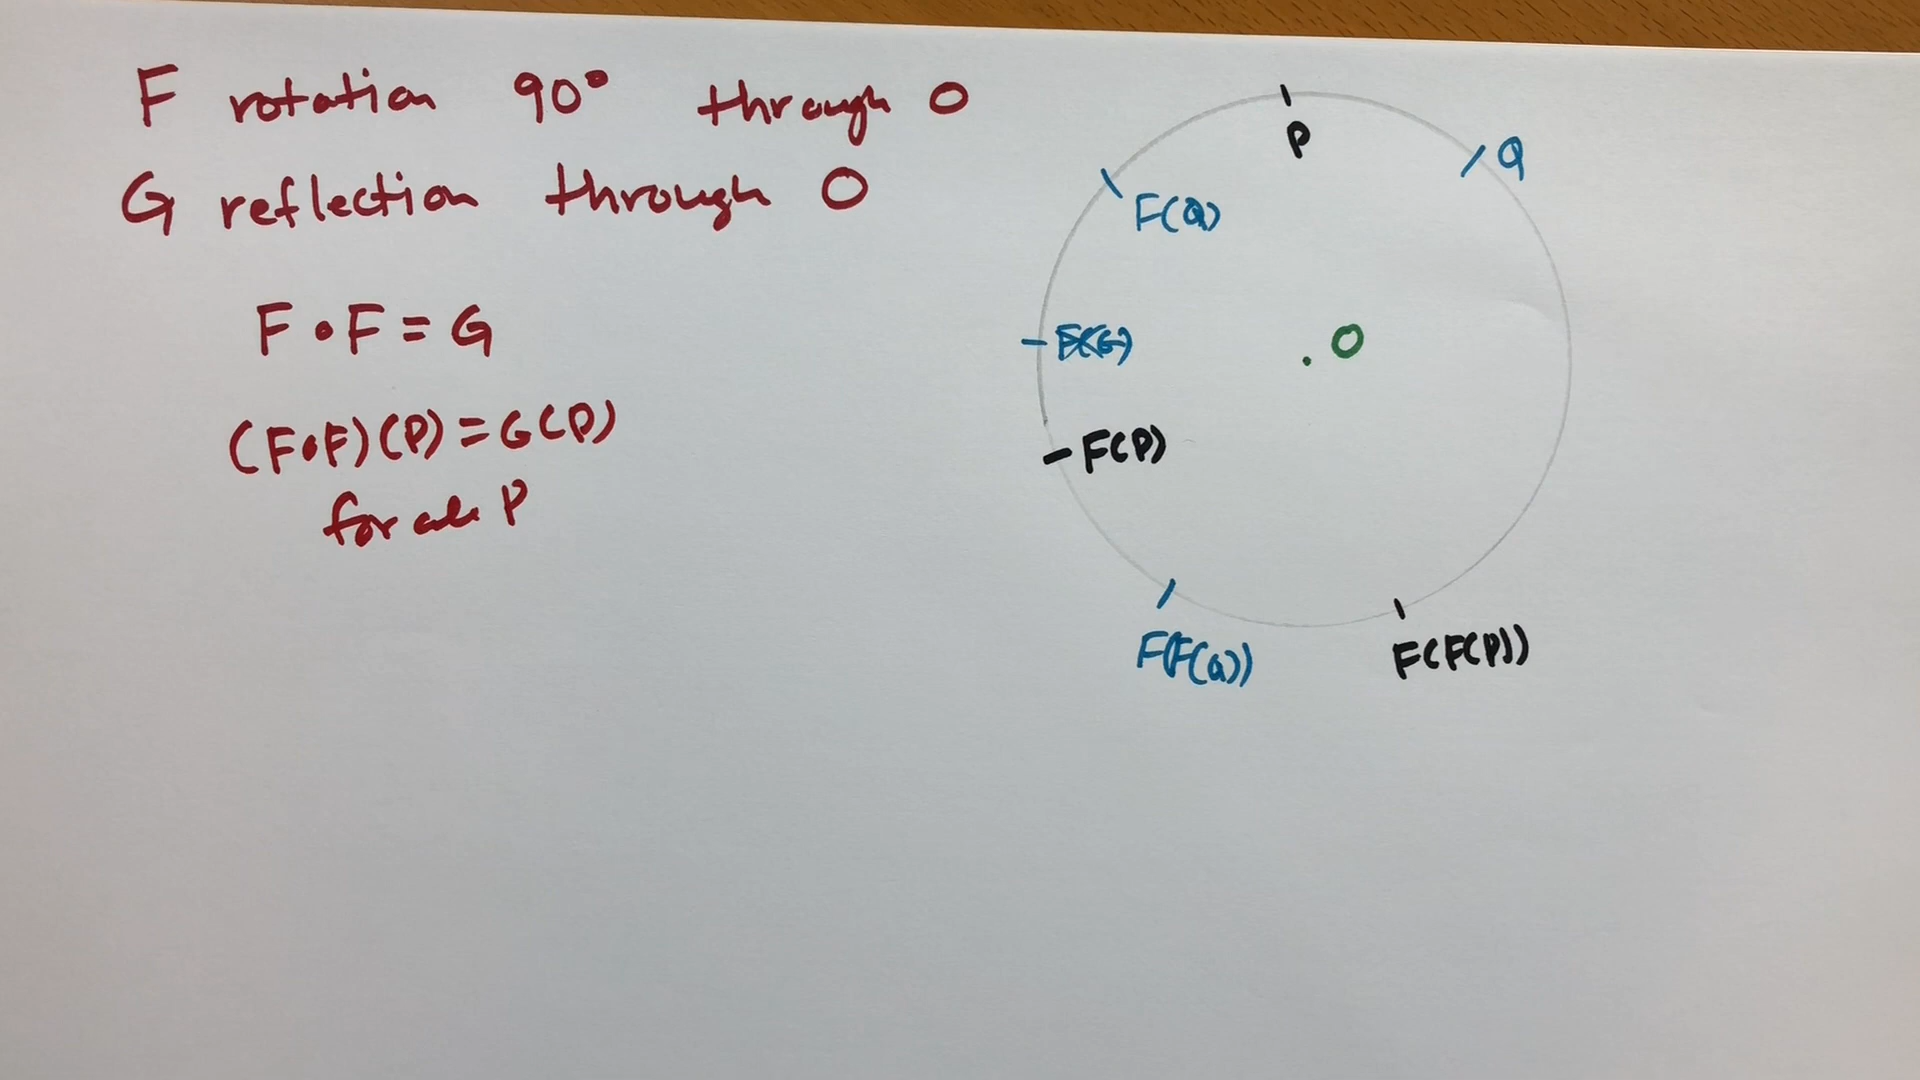 F rotation 90° through O
G reflection through O
F∘F = G
(F∘F)(P) = G(P)
for all P
P
Q
F(Q)
O
F(P)
F(F(Q))
F(F(P))